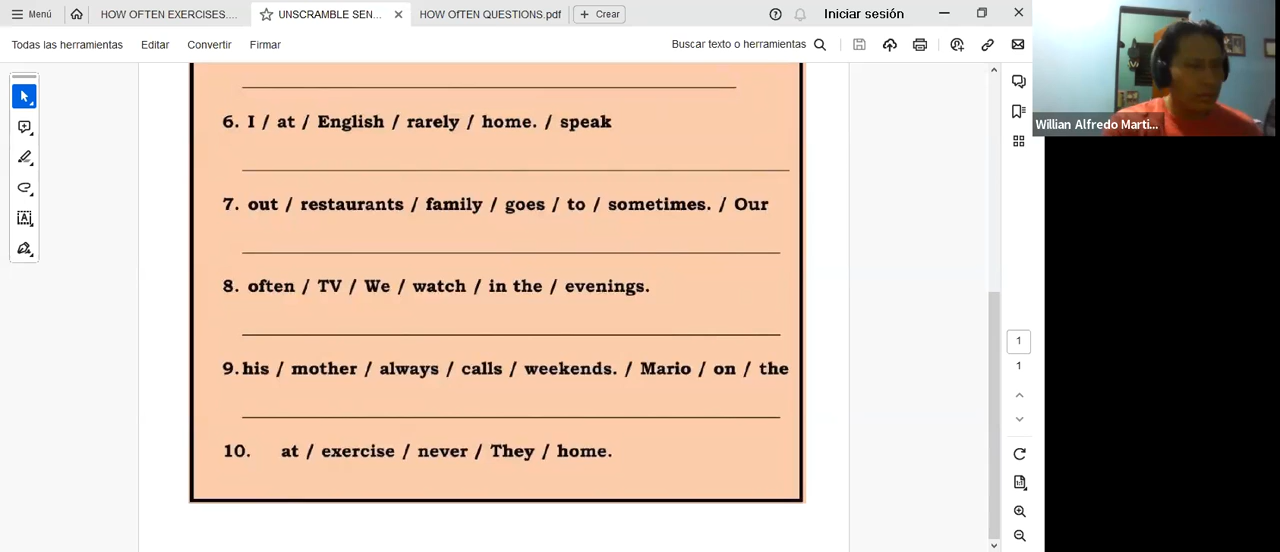 Menú
HOW OFTEN EXERCISES....
UNSCRAMBLE SEN...
HOW OfTEN QUESTIONS.pdf
Crear
Iniciar sesión
Todas las herramientas
Editar
Convertir
Firmar
Buscar texto o herramientas
Willian Alfredo Marti...
6. I / at / English / rarely / home. / speak
7. out / restaurants / family / goes / to / sometimes. / Our
8. often / TV / We / watch / in the / evenings.
9. his / mother / always / calls / weekends. / Mario / on / the
10. at / exercise / never / They / home.
1
1